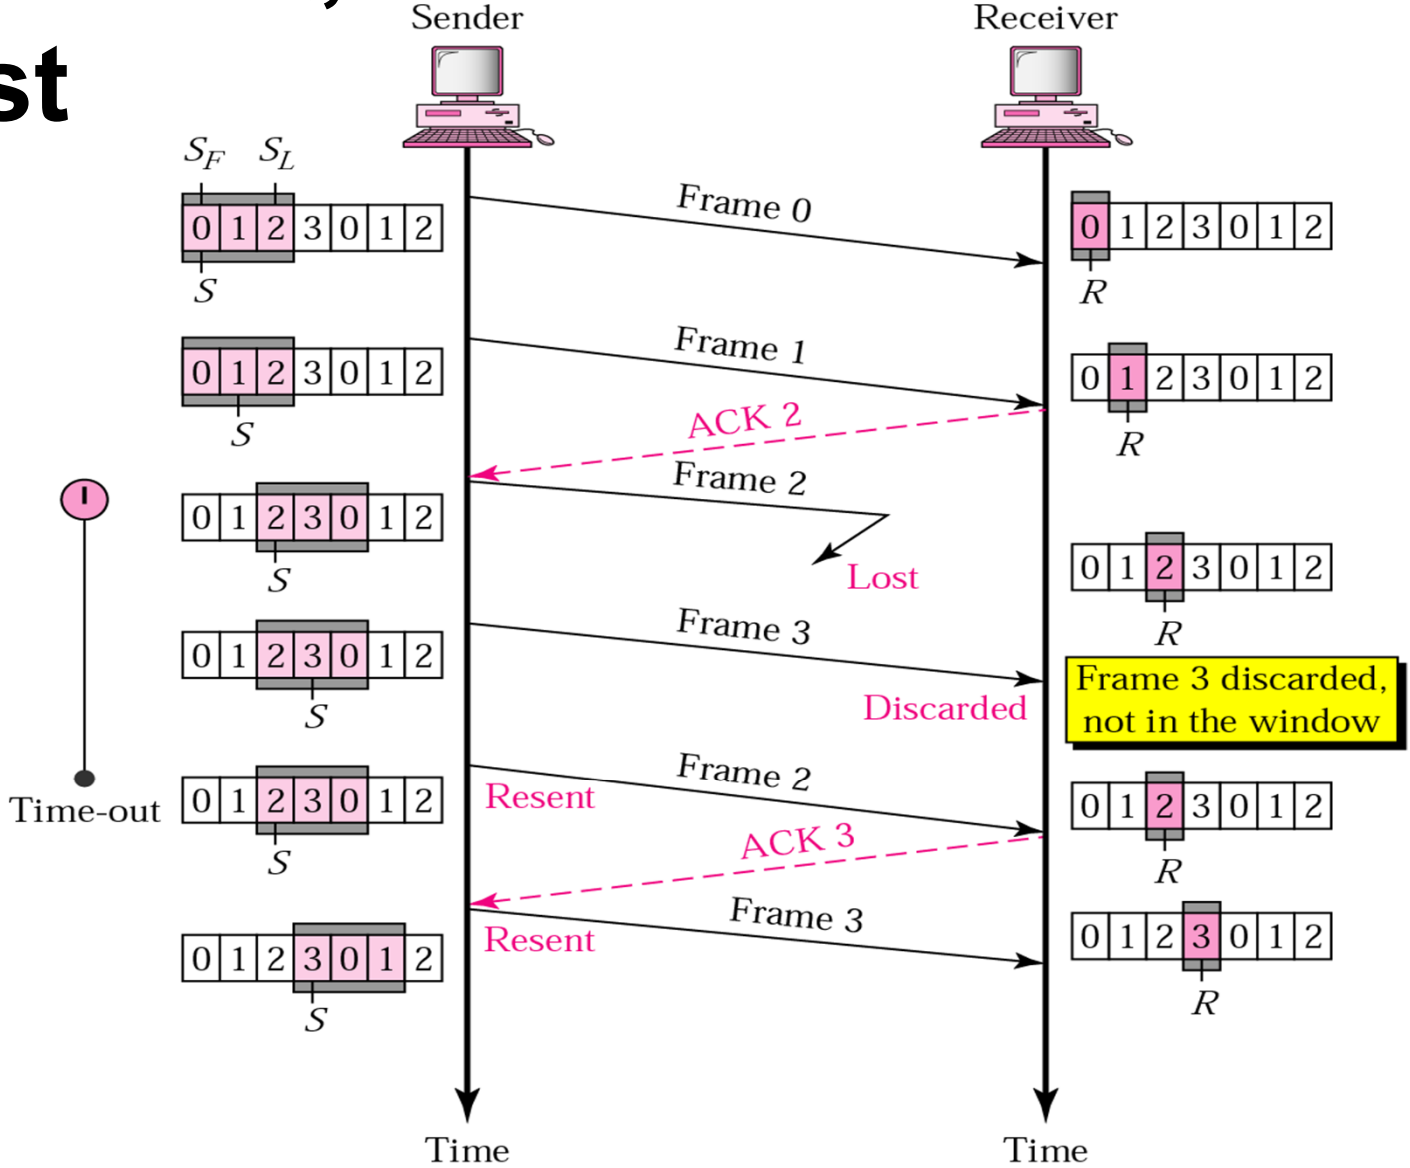 st
Sender
Receiver
S_F S_L
0 1 2 3 0 1 2
S
Frame 0
0 1 2 3 0 1 2
R
0 1 2 3 0 1 2
S
Frame 1
0 1 2 3 0 1 2
R
ACK 2
0 1 2 3 0 1 2
S
Frame 2
Lost
0 1 2 3 0 1 2
R
0 1 2 3 0 1 2
S
Frame 3
Discarded
Frame 3 discarded,
not in the window
Time-out
0 1 2 3 0 1 2
S
Resent
Frame 2
0 1 2 3 0 1 2
R
ACK 3
0 1 2 3 0 1 2
S
Resent
Frame 3
0 1 2 3 0 1 2
R
Time
Time